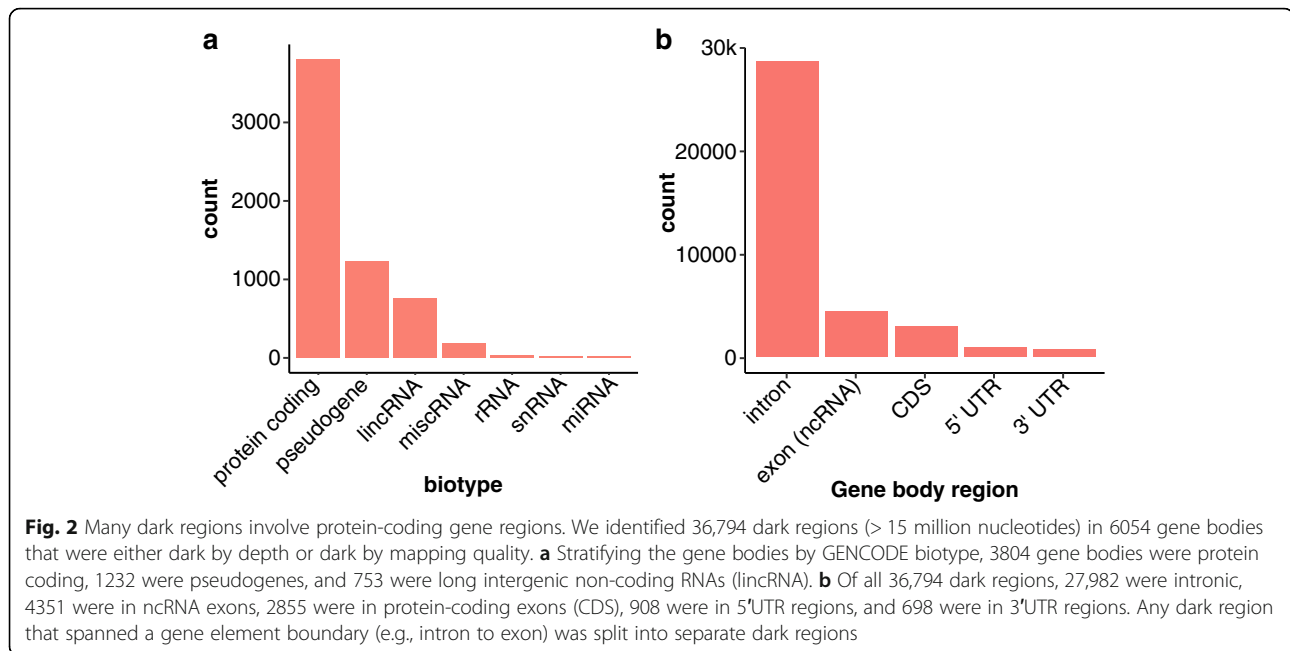 a
count
3000
2000
1000
0
protein coding
pseudogene
lincRNA
miscRNA
rRNA
snRNA
miRNA
biotype
b
count
30k
20000
10000
0
intron
exon (ncRNA)
CDS
5' UTR
3' UTR
Gene body region
Fig. 2 Many dark regions involve protein-coding gene regions. We identified 36,794 dark regions (> 15 million nucleotides) in 6054 gene bodies
that were either dark by depth or dark by mapping quality. a Stratifying the gene bodies by GENCODE biotype, 3804 gene bodies were protein
coding, 1232 were pseudogenes, and 753 were long intergenic non-coding RNAs (lincRNA). b Of all 36,794 dark regions, 27,982 were intronic,
4351 were in ncRNA exons, 2855 were in protein-coding exons (CDS), 908 were in 5′UTR regions, and 698 were in 3′UTR regions. Any dark region
that spanned a gene element boundary (e.g., intron to exon) was split into separate dark regions